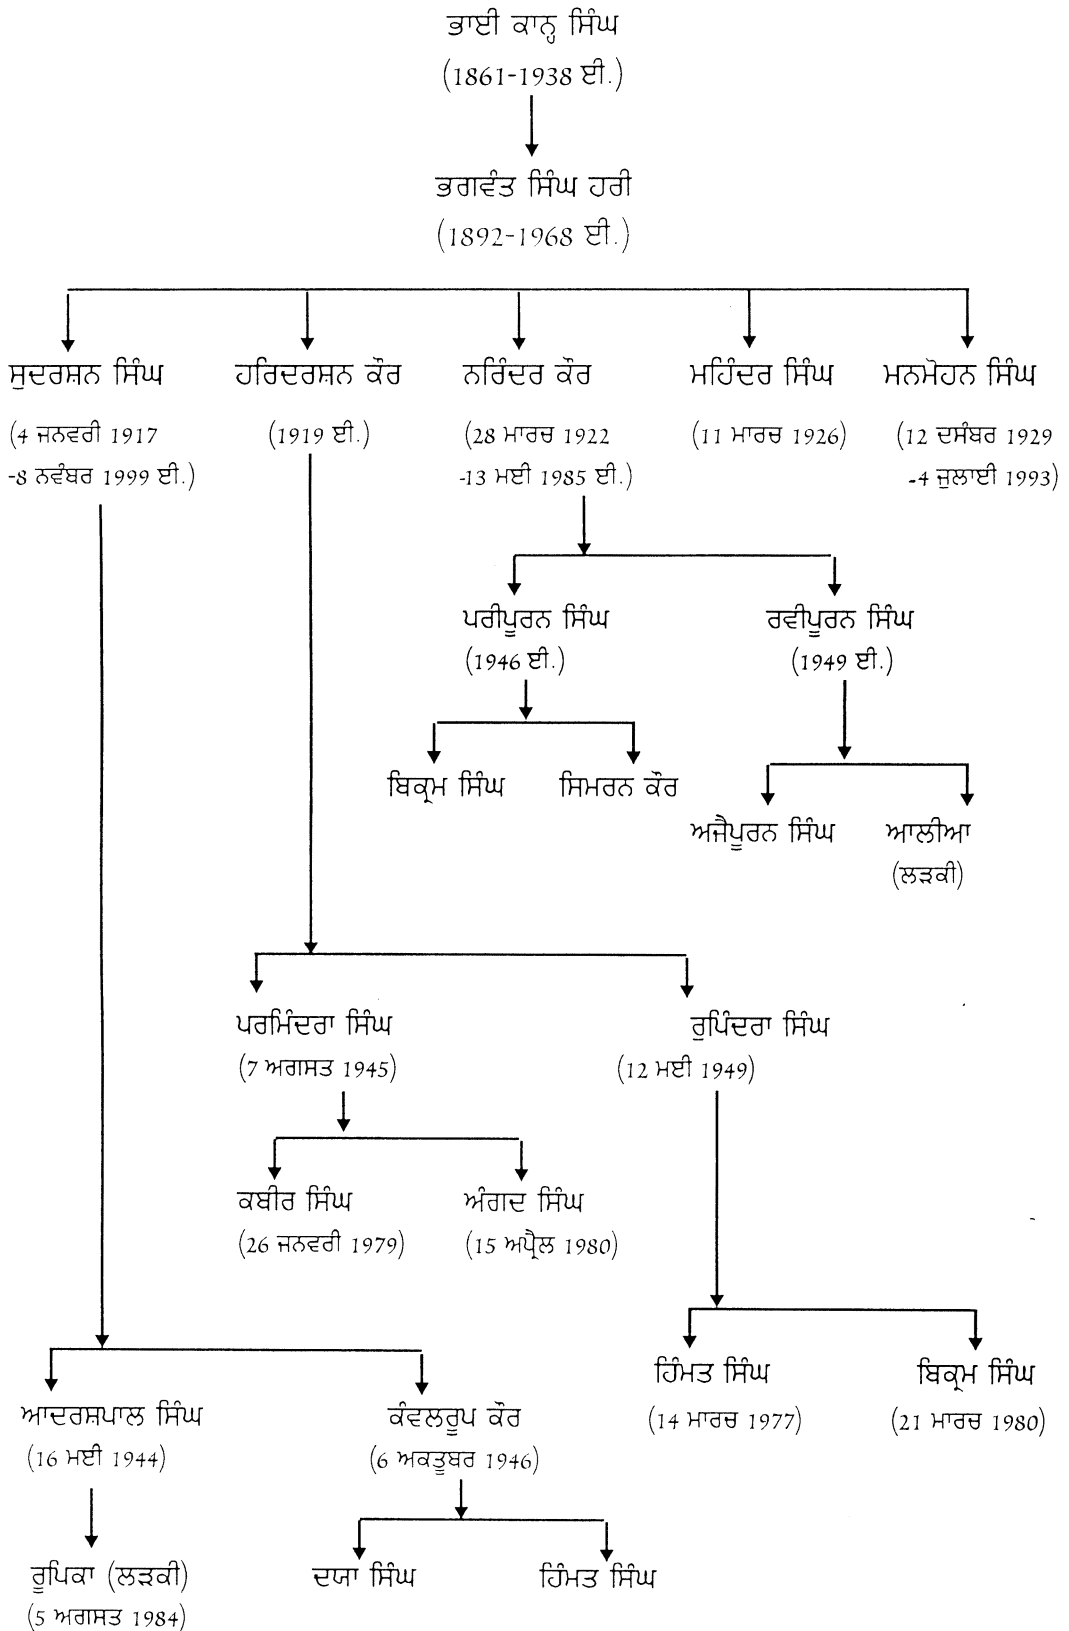 ਭਾਈ ਕਾਨ੍ਹ ਸਿੰਘ
(1861-1938 ਈ.)
ਭਗਵੰਤ ਸਿੰਘ ਹਰੀ
(1892-1968 ਈ.)
ਸੁਦਰਸ਼ਨ ਸਿੰਘ ਹਰਿਦਰਸ਼ਨ ਕੌਰ ਨਰਿੰਦਰ ਕੌਰ ਮਹਿੰਦਰ ਸਿੰਘ ਮਨਮੋਹਨ ਸਿੰਘ
(4 ਜਨਵਰੀ 1917 (1919 ਈ.) (28 ਮਾਰਚ 1922 (11 ਮਾਰਚ 1926) (12 ਦਸੰਬਰ 1929
-8 ਨਵੰਬਰ 1999 ਈ.) -13 ਮਈ 1985 ਈ.) -4 ਜੁਲਾਈ 1993)
ਪਰੀਪੂਰਨ ਸਿੰਘ ਰਵੀਪੂਰਨ ਸਿੰਘ
(1946 ਈ.) (1949 ਈ.)
ਬਿਕ੍ਰਮ ਸਿੰਘ ਸਿਮਰਨ ਕੌਰ
ਅਜੈਪੂਰਨ ਸਿੰਘ ਆਲੀਆ
(ਲੜਕੀ)
ਪਰਮਿੰਦਰਾ ਸਿੰਘ ਰੁਪਿੰਦਰਾ ਸਿੰਘ
(7 ਅਗਸਤ 1945) (12 ਮਈ 1949)
ਕਬੀਰ ਸਿੰਘ ਅੰਗਦ ਸਿੰਘ
(26 ਜਨਵਰੀ 1979) (15 ਅਪ੍ਰੈਲ 1980)
ਹਿੰਮਤ ਸਿੰਘ ਬਿਕ੍ਰਮ ਸਿੰਘ
(14 ਮਾਰਚ 1977) (21 ਮਾਰਚ 1980)
ਆਦਰਸ਼ਪਾਲ ਸਿੰਘ ਕੰਵਲਰੂਪ ਕੌਰ
(16 ਮਈ 1944) (6 ਅਕਤੂਬਰ 1946)
ਰੂਪਿਕਾ (ਲੜਕੀ) ਦਯਾ ਸਿੰਘ ਹਿੰਮਤ ਸਿੰਘ
(5 ਅਗਸਤ 1984)